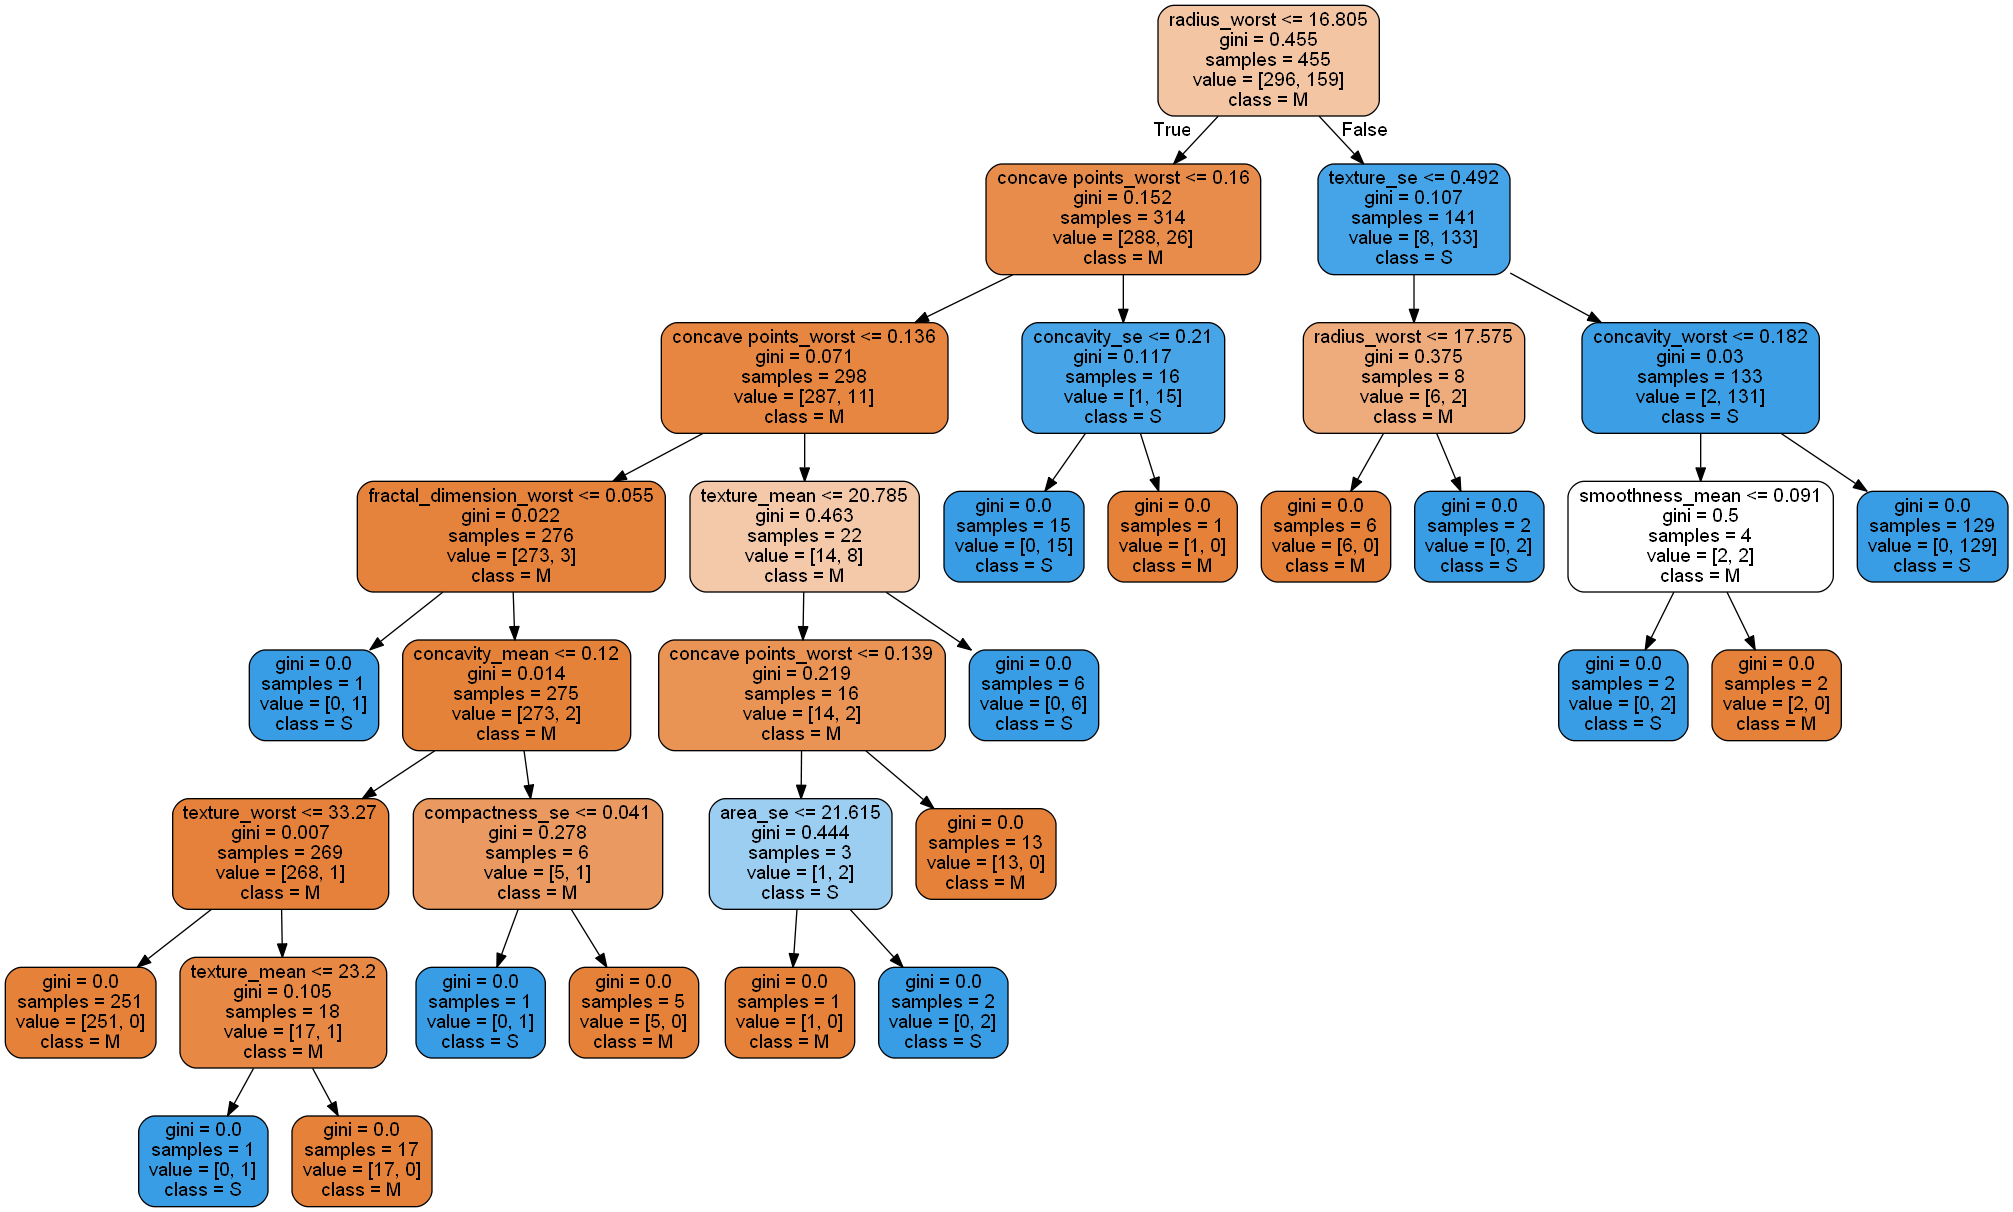 radius_worst <= 16.805
gini = 0.455
samples = 455
value = [296, 159]
class = M
True
False
concave points_worst <= 0.16
gini = 0.152
samples = 314
value = [288, 26]
class = M
texture_se <= 0.492
gini = 0.107
samples = 141
value = [8, 133]
class = S
concave points_worst <= 0.136
gini = 0.071
samples = 298
value = [287, 11]
class = M
concavity_se <= 0.21
gini = 0.117
samples = 16
value = [1, 15]
class = S
radius_worst <= 17.575
gini = 0.375
samples = 8
value = [6, 2]
class = M
concavity_worst <= 0.182
gini = 0.03
samples = 133
value = [2, 131]
class = S
fractal_dimension_worst <= 0.055
gini = 0.022
samples = 276
value = [273, 3]
class = M
texture_mean <= 20.785
gini = 0.463
samples = 22
value = [14, 8]
class = M
gini = 0.0
samples = 15
value = [0, 15]
class = S
gini = 0.0
samples = 1
value = [1, 0]
class = M
gini = 0.0
samples = 6
value = [6, 0]
class = M
gini = 0.0
samples = 2
value = [0, 2]
class = S
smoothness_mean <= 0.091
gini = 0.5
samples = 4
value = [2, 2]
class = M
gini = 0.0
samples = 129
value = [0, 129]
class = S
gini = 0.0
samples = 1
value = [0, 1]
class = S
concavity_mean <= 0.12
gini = 0.014
samples = 275
value = [273, 2]
class = M
concave points_worst <= 0.139
gini = 0.219
samples = 16
value = [14, 2]
class = M
gini = 0.0
samples = 6
value = [0, 6]
class = S
gini = 0.0
samples = 2
value = [0, 2]
class = S
gini = 0.0
samples = 2
value = [2, 0]
class = M
texture_worst <= 33.27
gini = 0.007
samples = 269
value = [268, 1]
class = M
compactness_se <= 0.041
gini = 0.278
samples = 6
value = [5, 1]
class = M
area_se <= 21.615
gini = 0.444
samples = 3
value = [1, 2]
class = S
gini = 0.0
samples = 13
value = [13, 0]
class = M
gini = 0.0
samples = 251
value = [251, 0]
class = M
texture_mean <= 23.2
gini = 0.105
samples = 18
value = [17, 1]
class = M
gini = 0.0
samples = 1
value = [0, 1]
class = S
gini = 0.0
samples = 5
value = [5, 0]
class = M
gini = 0.0
samples = 1
value = [1, 0]
class = M
gini = 0.0
samples = 2
value = [0, 2]
class = S
gini = 0.0
samples = 1
value = [0, 1]
class = S
gini = 0.0
samples = 17
value = [17, 0]
class = M